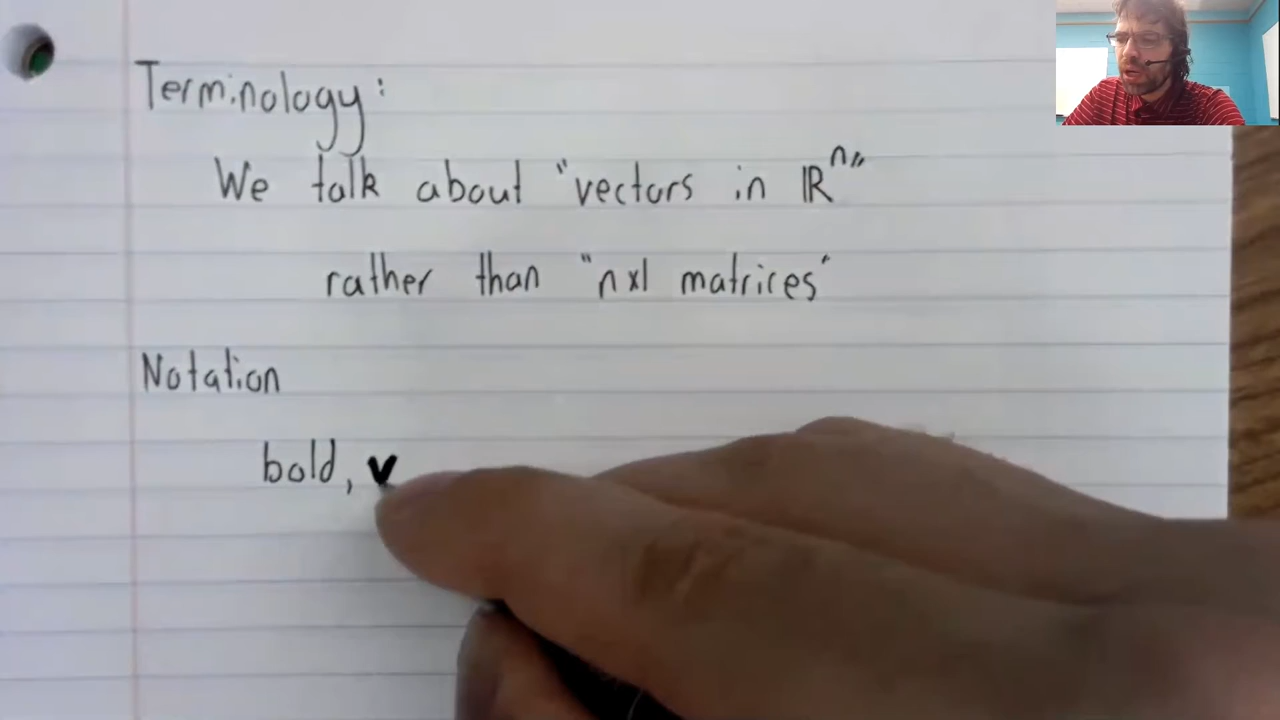 Terminology:
We talk about "vectors in ℝⁿ"
rather than "n×1 matrices"
Notation
bold, v